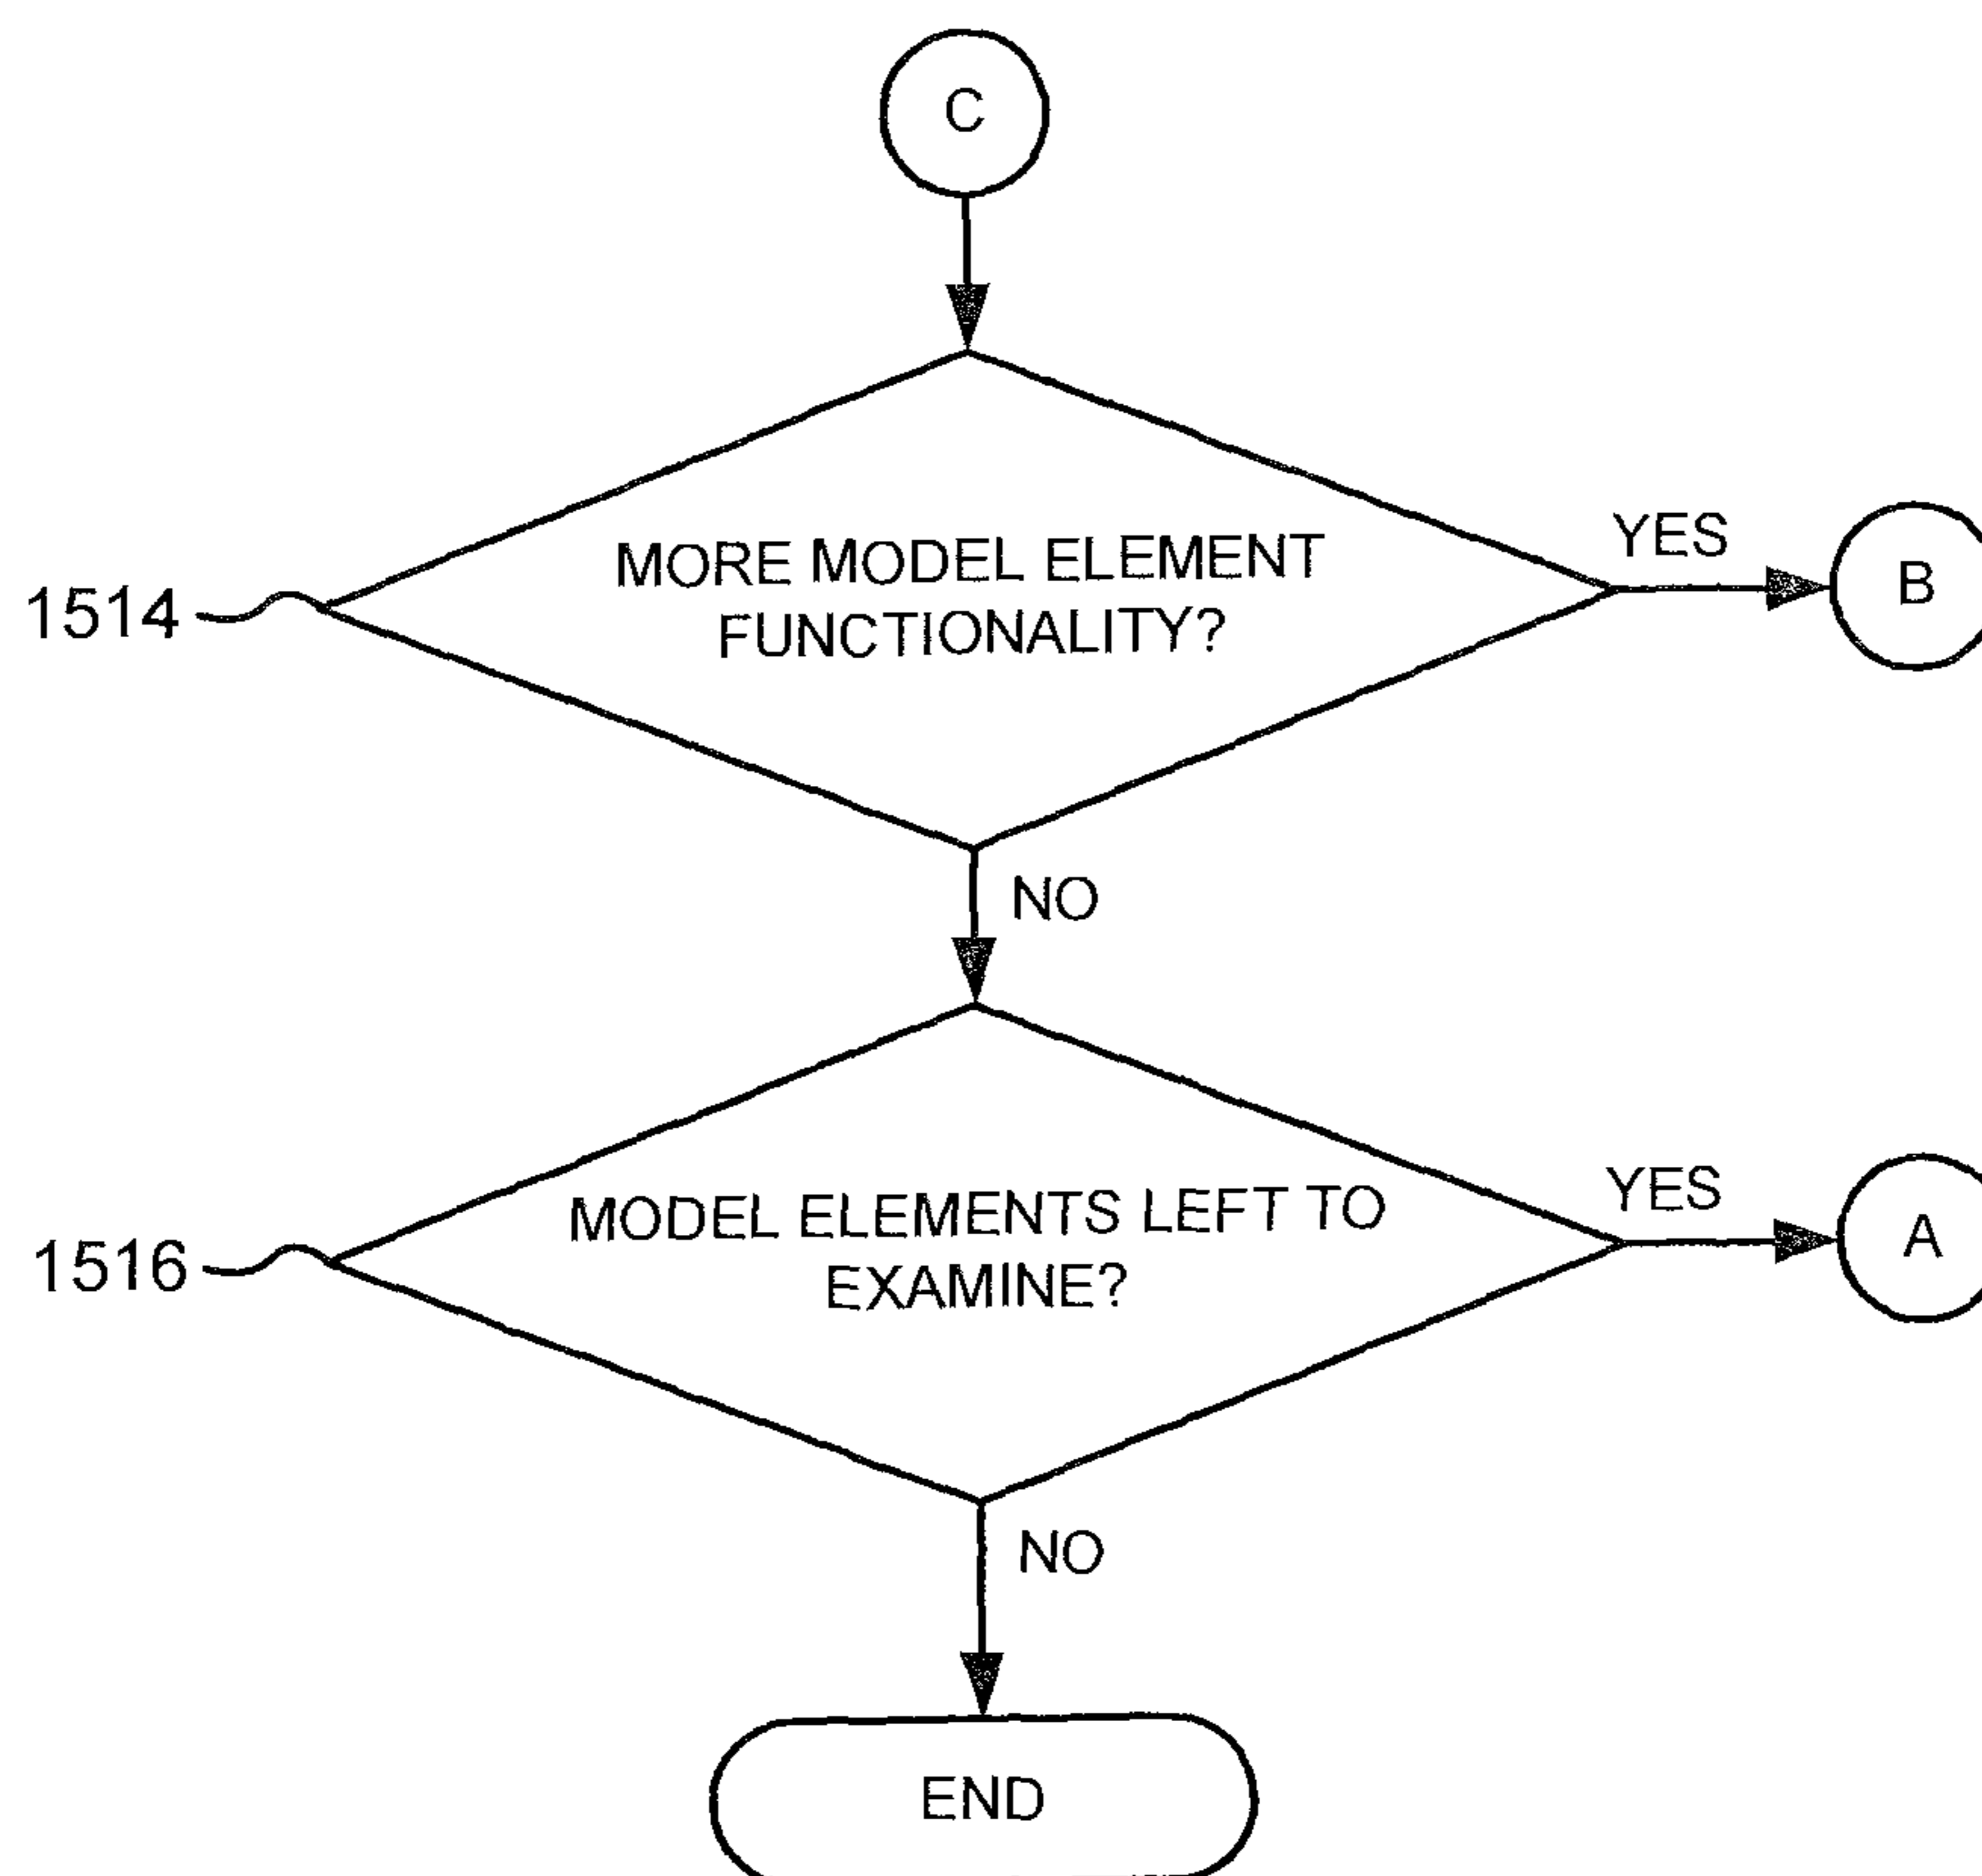 C
MORE MODEL ELEMENT
FUNCTIONALITY?
1514
YES
B
NO
MODEL ELEMENTS LEFT TO
EXAMINE?
1516
YES
A
NO
END